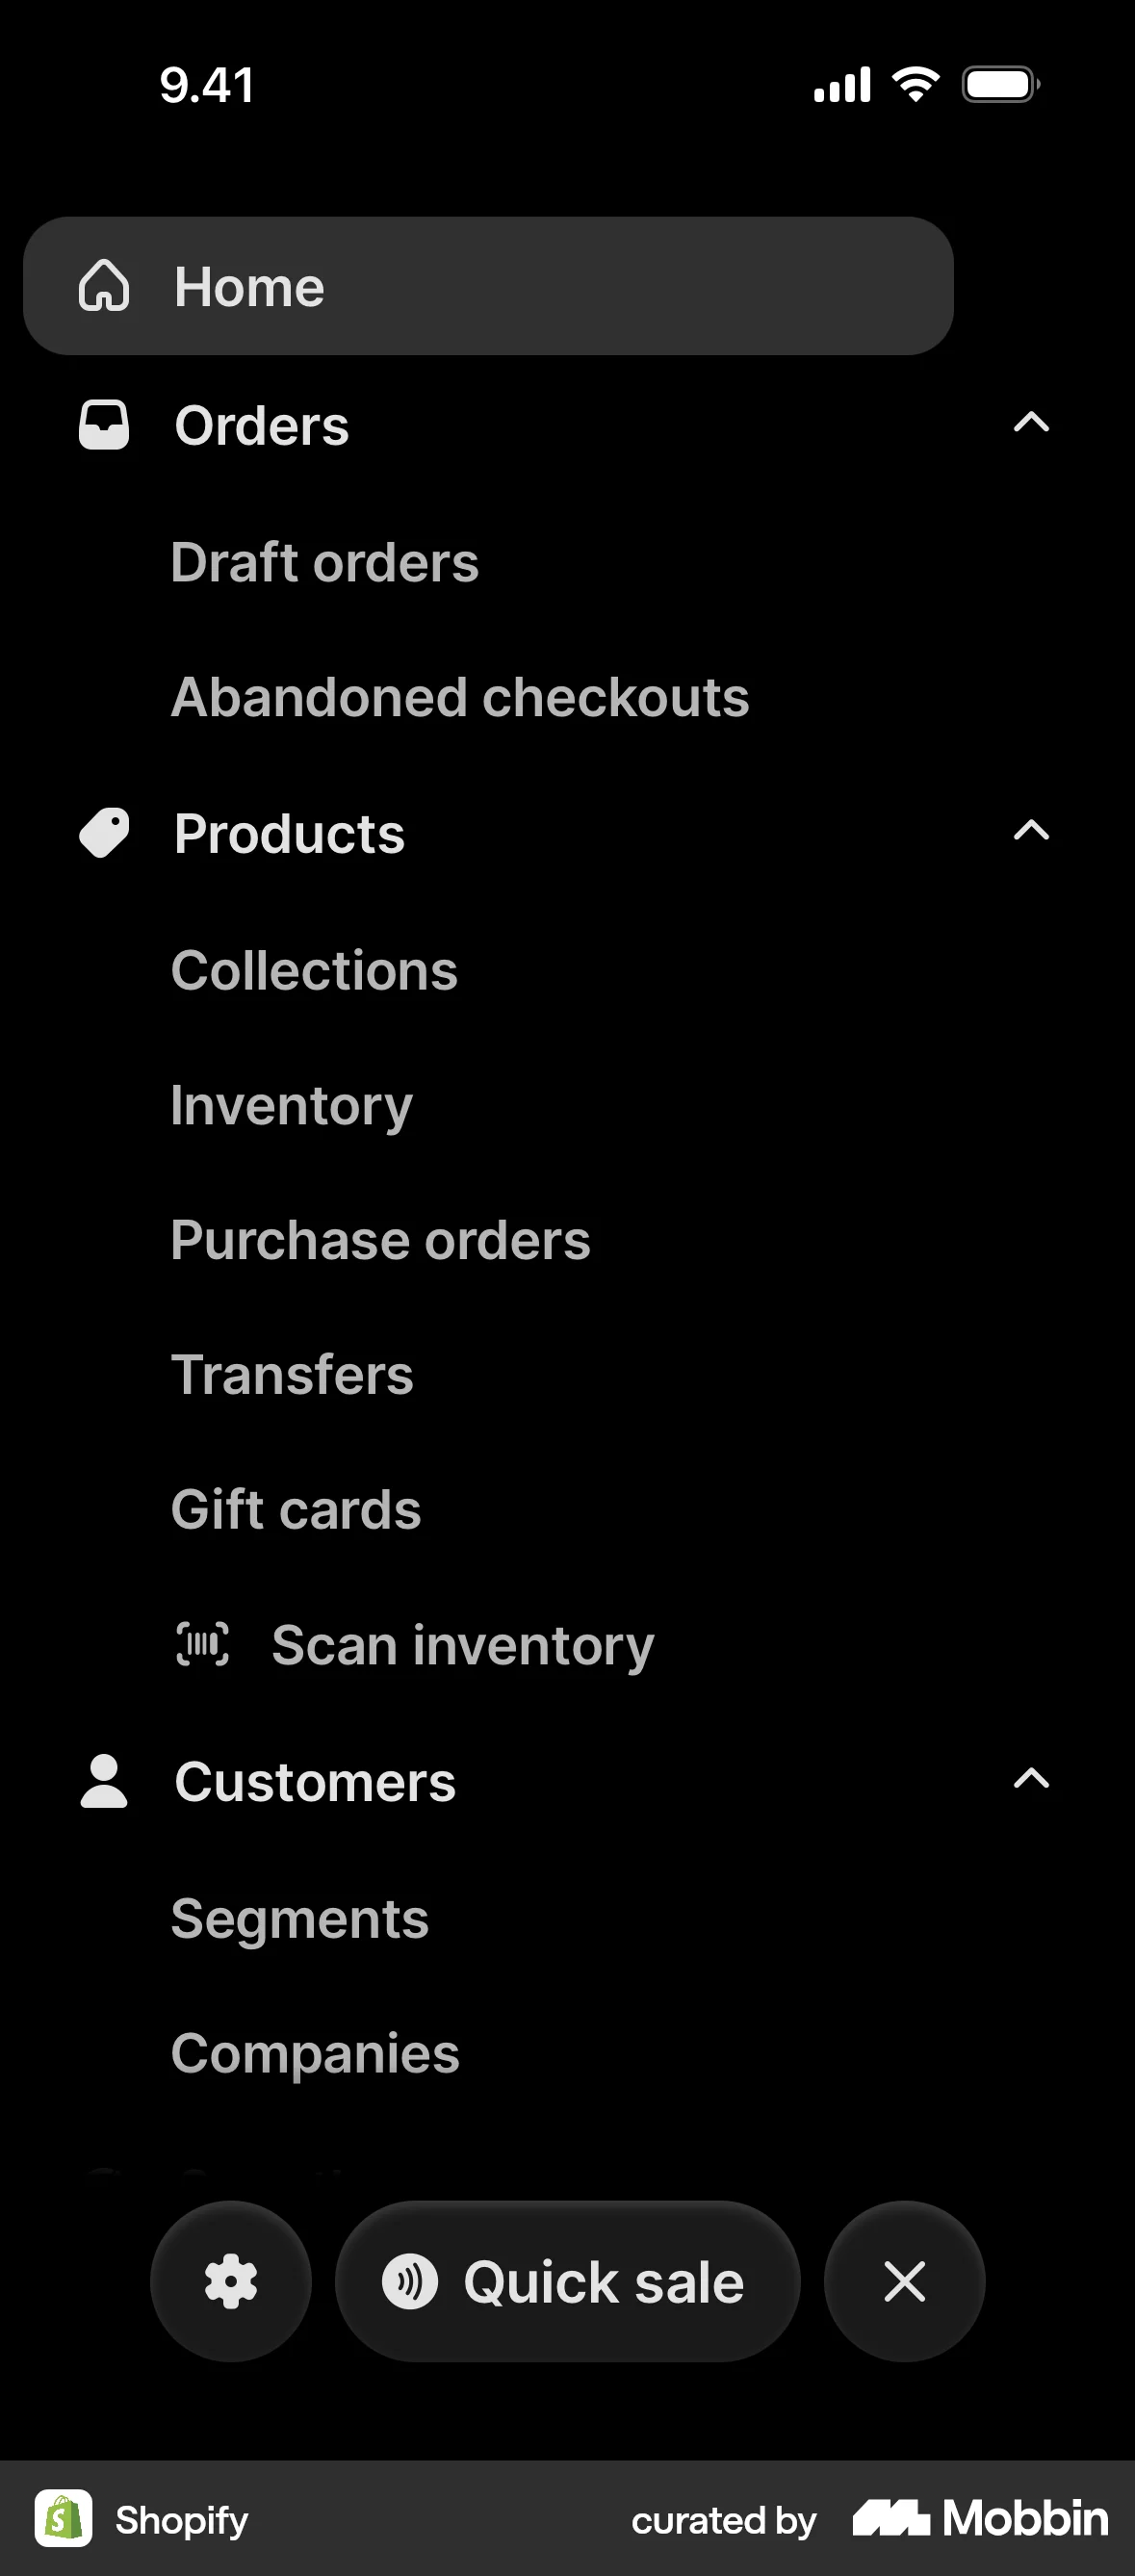 9.41
Home
Orders
Draft orders
Abandoned checkouts
Products
Collections
Inventory
Purchase orders
Transfers
Gift cards
Scan inventory
Customers
Segments
Companies
Quick sale
Shopify
curated by Mobbin